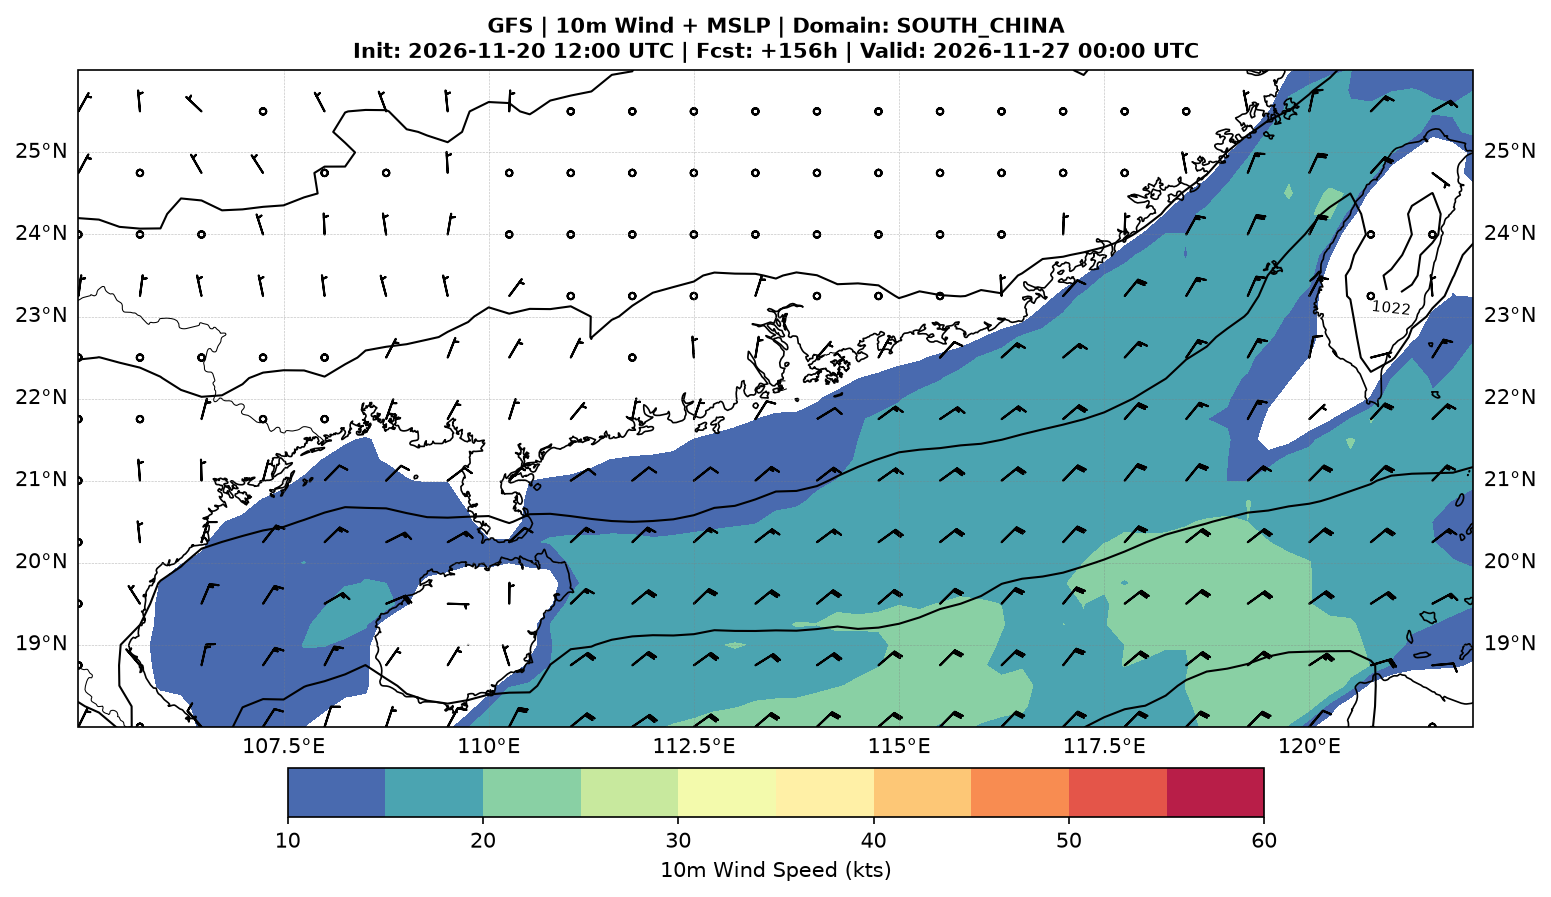 GFS | 10m Wind + MSLP | Domain: SOUTH_CHINA
Init: 2026-11-20 12:00 UTC | Fcst: +156h | Valid: 2026-11-27 00:00 UTC
25°N 25°N
24°N 24°N
23°N 23°N
1022
22°N 22°N
21°N 21°N
20°N 20°N
19°N 19°N
107.5°E 110°E 112.5°E 115°E 117.5°E 120°E
10 20 30 40 50 60
10m Wind Speed (kts)